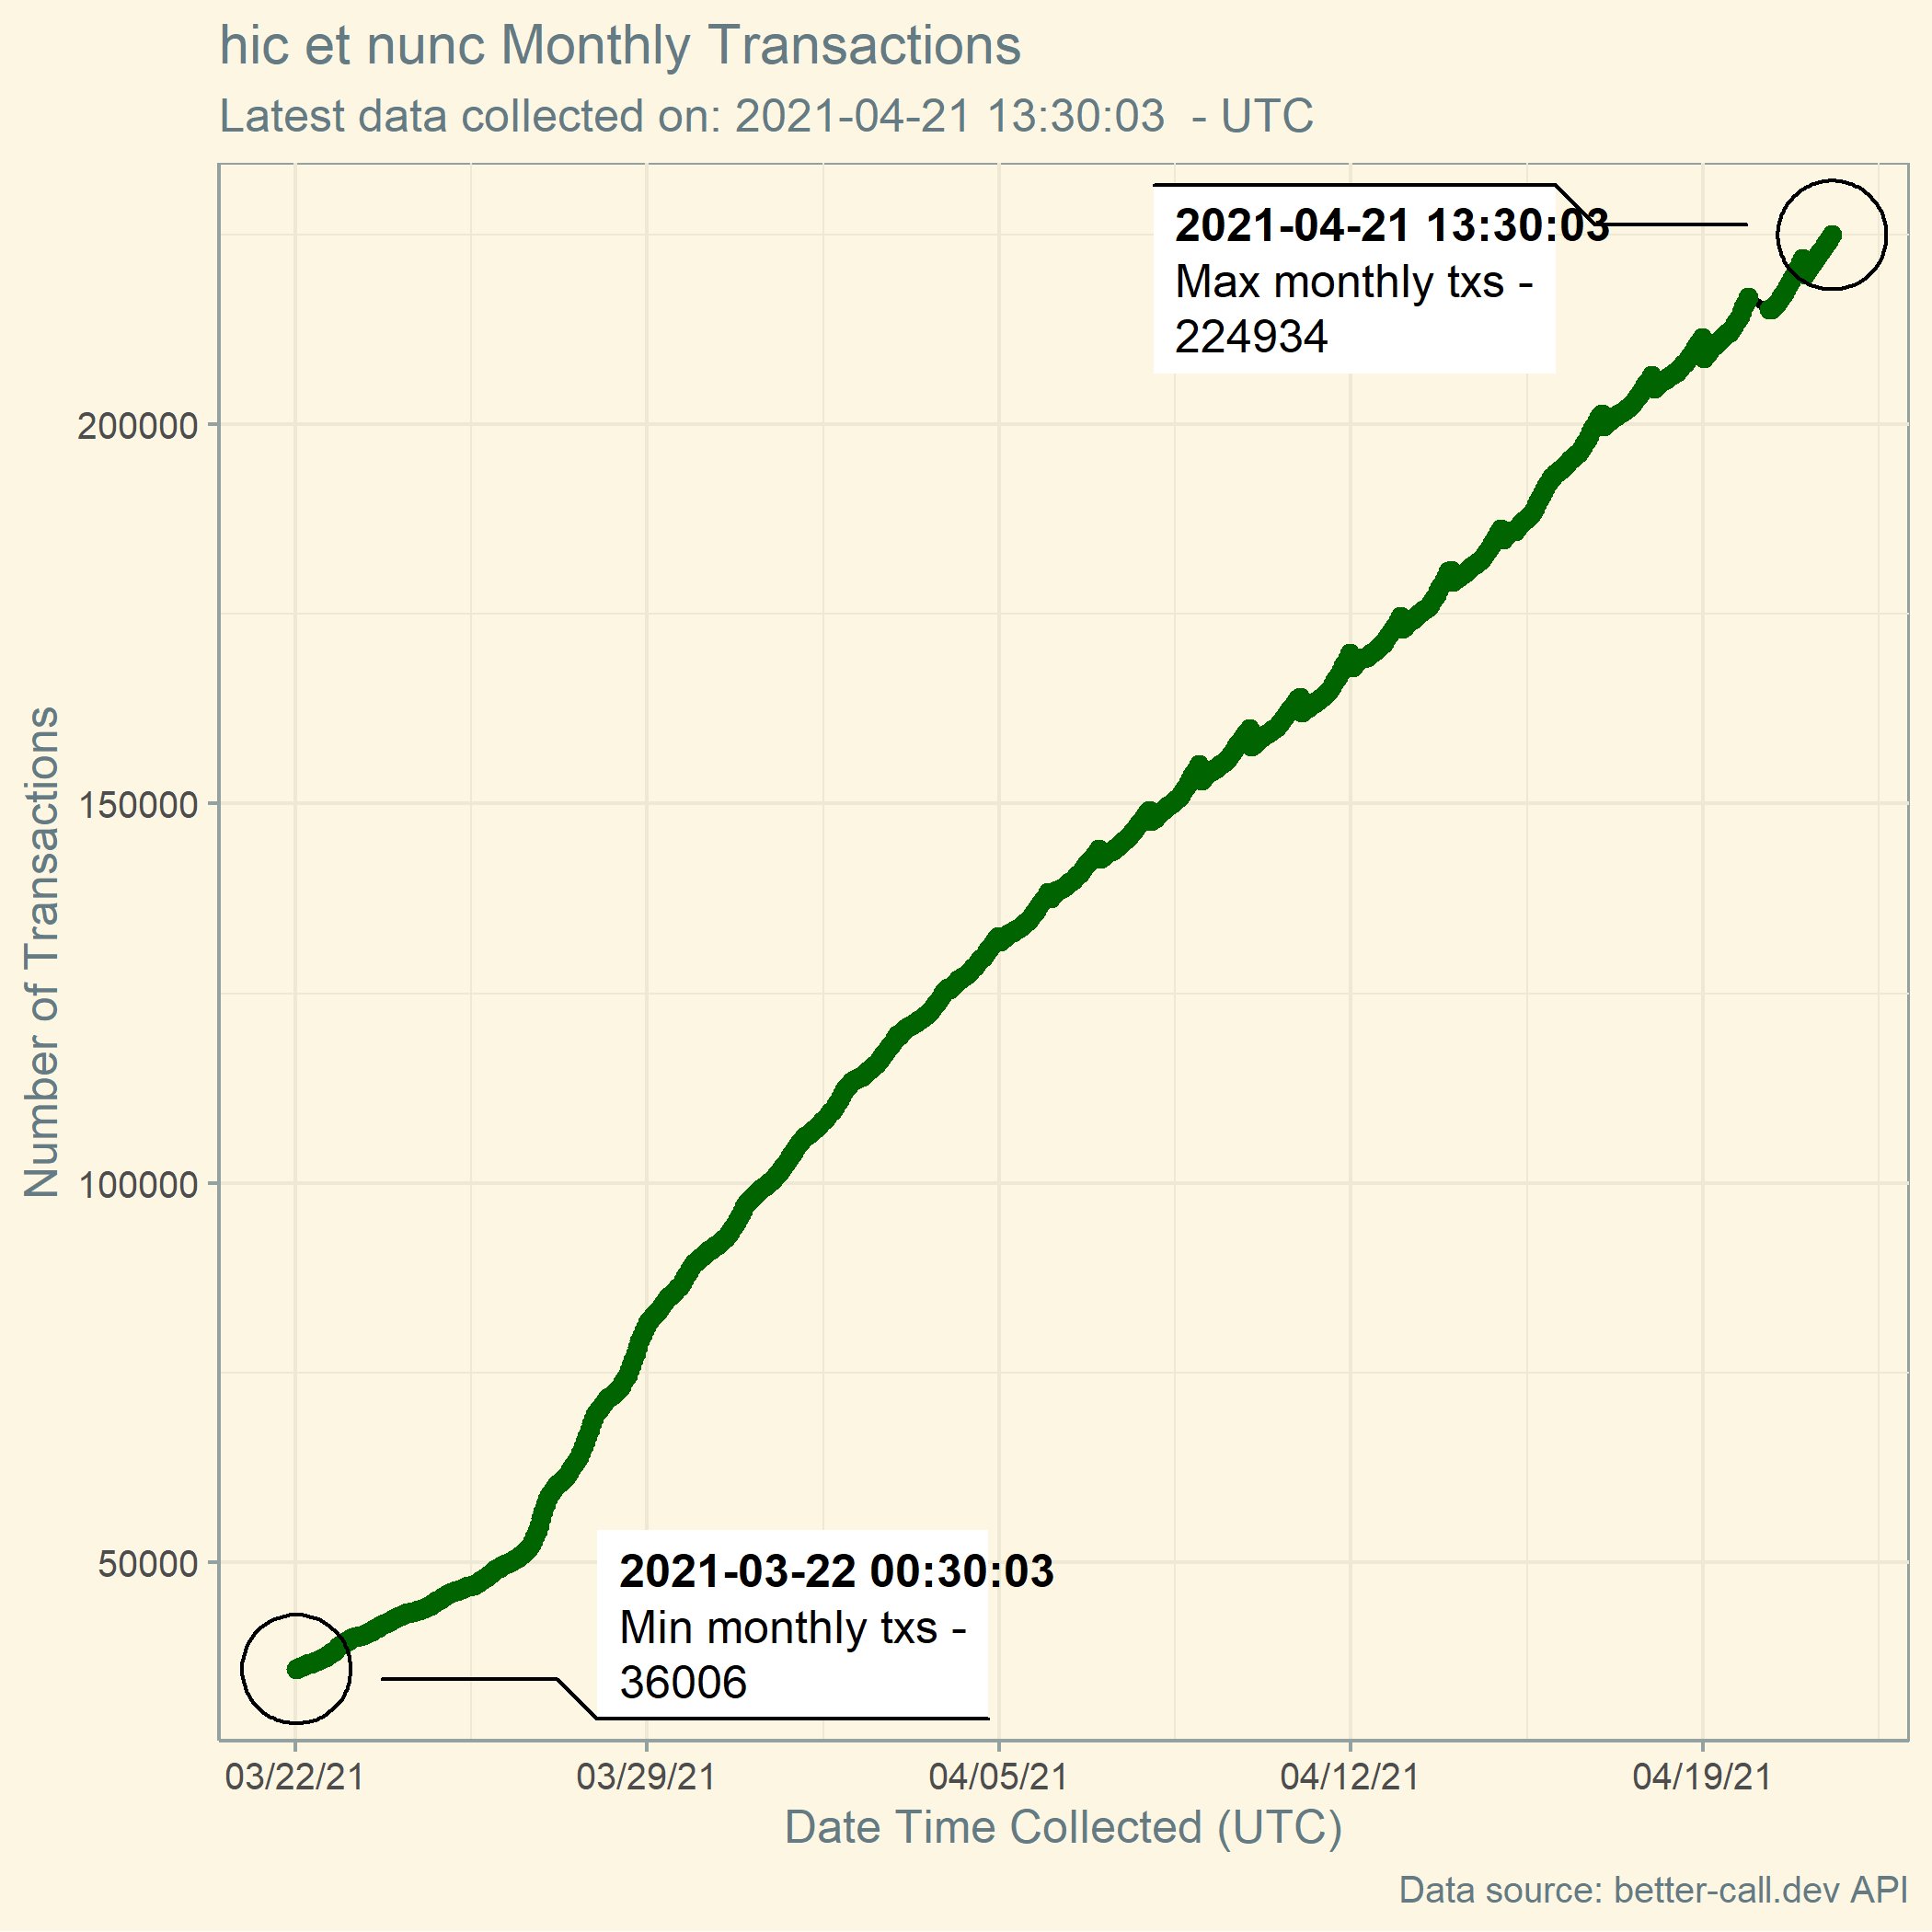 hic et nunc Monthly Transactions
Latest data collected on: 2021-04-21 13:30:03  - UTC
2021-04-21 13:30:03
Max monthly txs -
224934
Number of Transactions
200000
150000
100000
50000
2021-03-22 00:30:03
Min monthly txs -
36006
03/22/21
03/29/21
04/05/21
04/12/21
04/19/21
Date Time Collected (UTC)
Data source: better-call.dev API